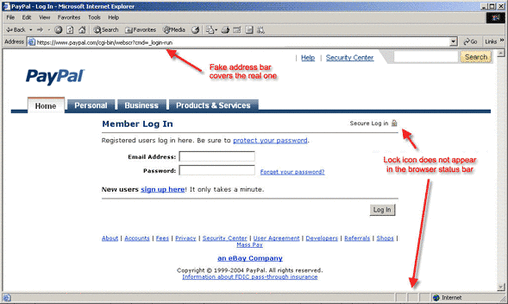 PayPal - Log In - Microsoft Internet Explorer
File Edit View Favorites Tools Help
Back Search Favorites Media
Address https://www.paypal.com/cgi-bin/webscr?cmd=_login-run Go Links »
Fake address bar
covers the real one
Help | Security Center Search
PayPal
Home Personal Business Products & Services
Member Log In Secure Log in
Registered users log in here. Be sure to protect your password.
Email Address:
Password: Forget your password?
Lock icon does not appear
in the browser status bar
New users sign up here! It only takes a minute.
Log In
About | Accounts | Fees | Privacy | Security Center | User Agreement | Developers | Referrals | Shops |
Mass Pay
an eBay Company
Copyright © 1999-2004 PayPal. All rights reserved.
Information about FDIC pass-through insurance
Internet